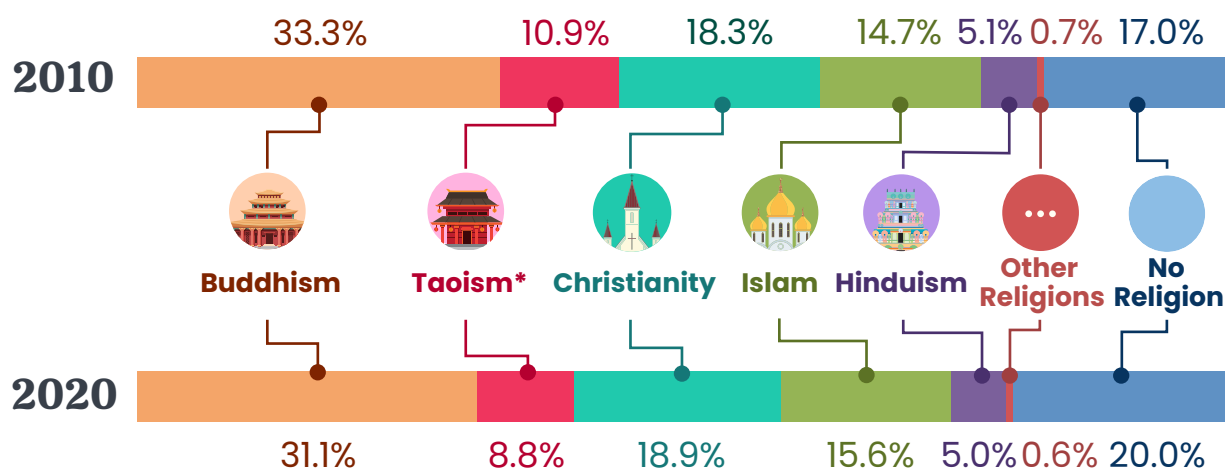 33.3% 10.9% 18.3% 14.7% 5.1% 0.7% 17.0%
2010
Buddhism Taoism* Christianity Islam Hinduism Other Religions No Religion
2020
31.1% 8.8% 18.9% 15.6% 5.0% 0.6% 20.0%